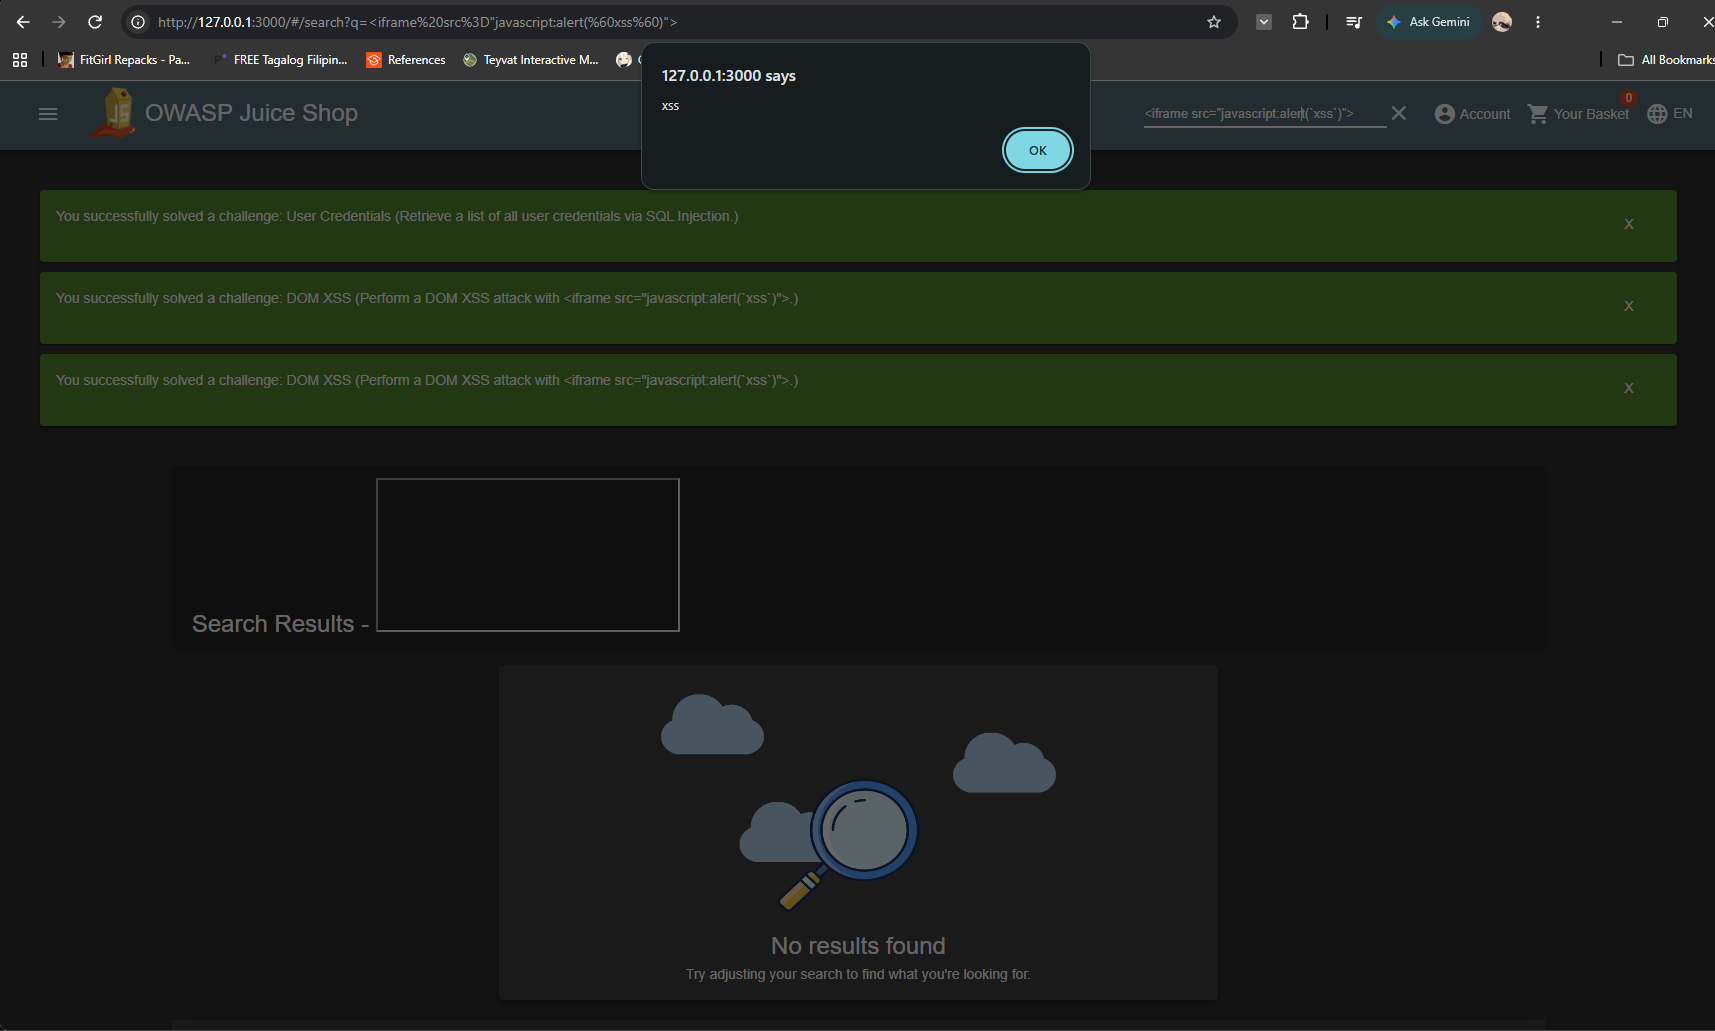 http://127.0.0.1:3000/#/search?q=<iframe%20src%3D"javascript:alert(%60xss%60)">
Ask Gemini
FitGirl Repacks - Pa...
FREE Tagalog Filipin...
References
Teyvat Interactive M...
All Bookmarks
127.0.0.1:3000 says
xss
OK
JS
OWASP Juice Shop
<iframe src="javascript:alert(`xss`)">
Account
0
Your Basket
EN
You successfully solved a challenge: User Credentials (Retrieve a list of all user credentials via SQL Injection.)
X
You successfully solved a challenge: DOM XSS (Perform a DOM XSS attack with <iframe src="javascript:alert(`xss`)">.)
X
You successfully solved a challenge: DOM XSS (Perform a DOM XSS attack with <iframe src="javascript:alert(`xss`)">.)
X
Search Results -
No results found
Try adjusting your search to find what you're looking for.